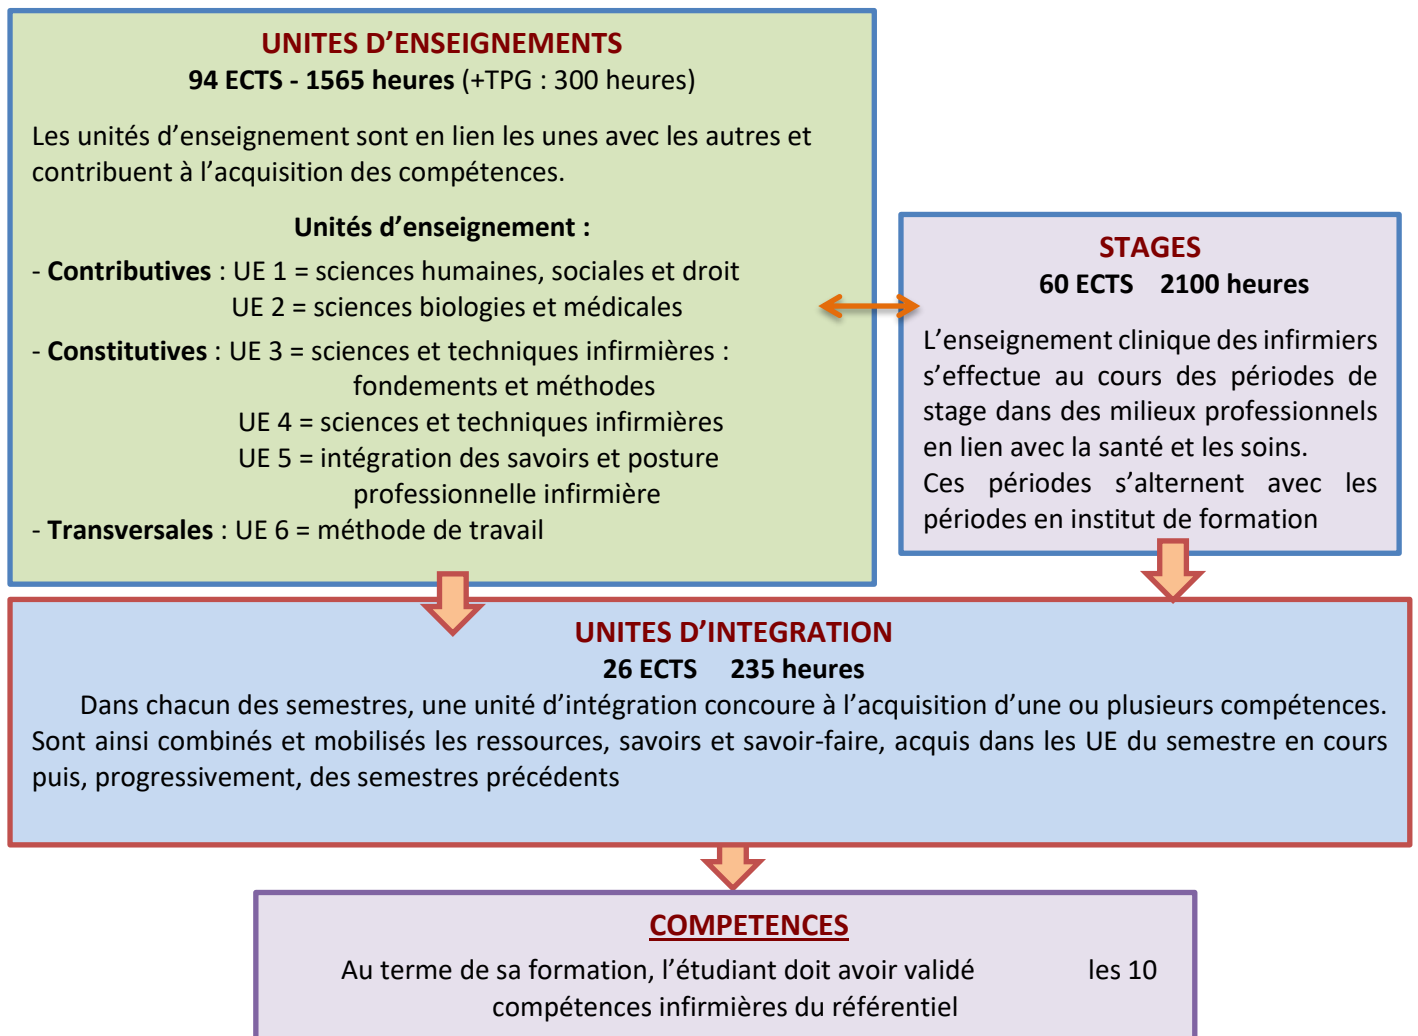 UNITES D’ENSEIGNEMENTS
94 ECTS - 1565 heures (+TPG : 300 heures)
Les unités d’enseignement sont en lien les unes avec les autres et
contribuent à l’acquisition des compétences.
Unités d’enseignement :
- Contributives : UE 1 = sciences humaines, sociales et droit
UE 2 = sciences biologies et médicales
- Constitutives : UE 3 = sciences et techniques infirmières :
fondements et méthodes
UE 4 = sciences et techniques infirmières
UE 5 = intégration des savoirs et posture
professionnelle infirmière
- Transversales : UE 6 = méthode de travail
STAGES
60 ECTS 2100 heures
L’enseignement clinique des infirmiers
s’effectue au cours des périodes de
stage dans des milieux professionnels
en lien avec la santé et les soins.
Ces périodes s’alternent avec les
périodes en institut de formation
UNITES D’INTEGRATION
26 ECTS 235 heures
Dans chacun des semestres, une unité d’intégration concoure à l’acquisition d’une ou plusieurs compétences.
Sont ainsi combinés et mobilisés les ressources, savoirs et savoir-faire, acquis dans les UE du semestre en cours
puis, progressivement, des semestres précédents
COMPETENCES
Au terme de sa formation, l’étudiant doit avoir validé les 10
compétences infirmières du référentiel